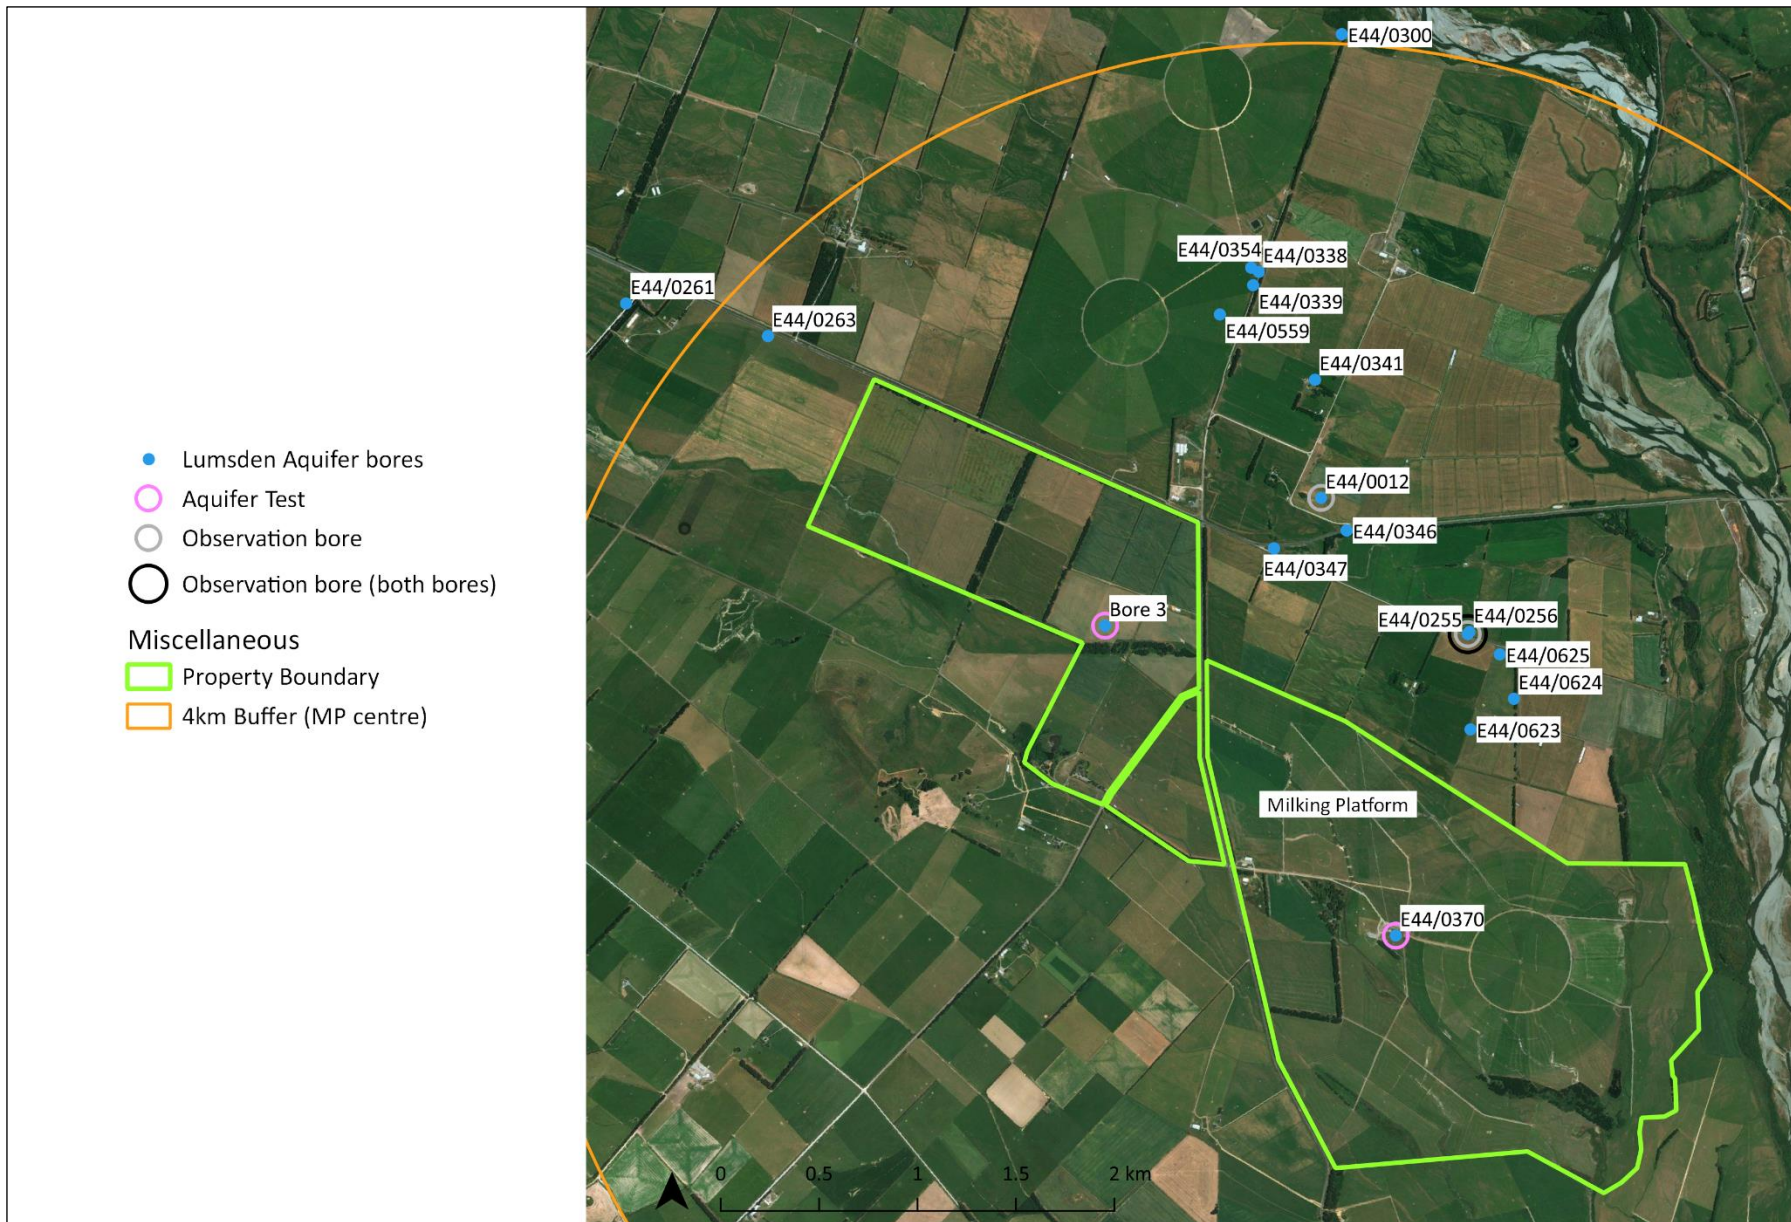 E44/0300
E44/0354
E44/0338
E44/0261
E44/0339
E44/0263
E44/0559
E44/0341
Lumsden Aquifer bores
Aquifer Test
Observation bore
Observation bore (both bores)
Miscellaneous
Property Boundary
4km Buffer (MP centre)
E44/0012
E44/0346
E44/0347
Bore 3
E44/0255
E44/0256
E44/0625
E44/0624
E44/0623
Milking Platform
E44/0370
0 0.5 1 1.5 2 km